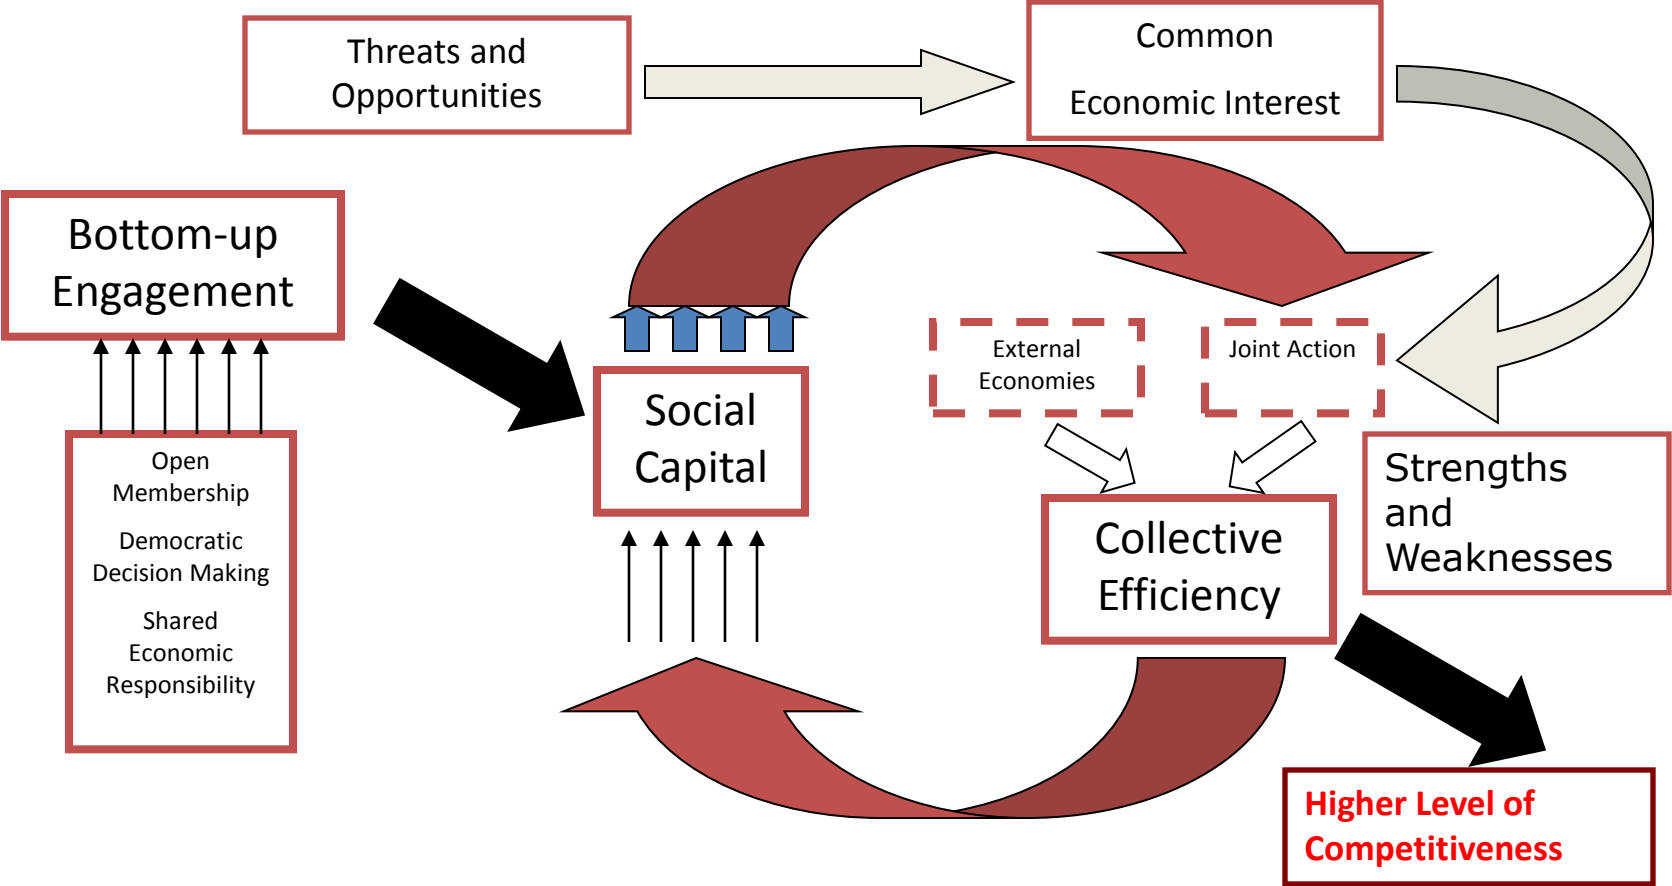 Threats and
Opportunities
Common
Economic Interest
Bottom-up
Engagement
External
Economies
Joint Action
Social
Capital
Open
Membership
Democratic
Decision Making
Shared
Economic
Responsibility
Strengths
and
Weaknesses
Collective
Efficiency
Higher Level of
Competitiveness